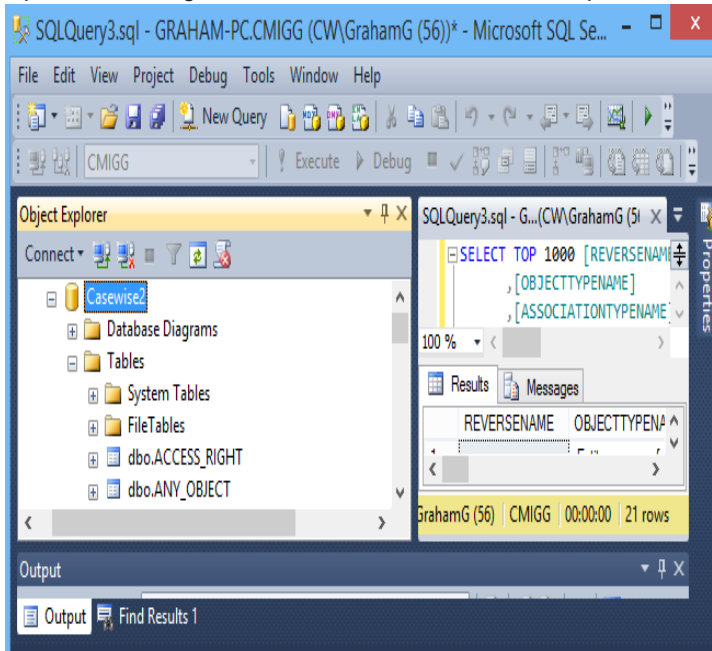 SQLQuery3.sql - GRAHAM-PC.CMIGG (CW\GrahamG (56))* - Microsoft SQL Se...
File Edit View Project Debug Tools Window Help
New Query
CMIGG Execute Debug
Object Explorer
Connect
Casewise2
Database Diagrams
Tables
System Tables
FileTables
dbo.ACCESS_RIGHT
dbo.ANY_OBJECT
SQLQuery3.sql - G...(CW\GrahamG (5
SELECT TOP 1000 [REVERSENAME
,[OBJECTTYPENAME]
,[ASSOCIATIONTYPENAME]
100 %
Results Messages
REVERSENAME OBJECTTYPENA
GrahamG (56) CMIGG 00:00:00 21 rows
Properties
Output
Output Find Results 1